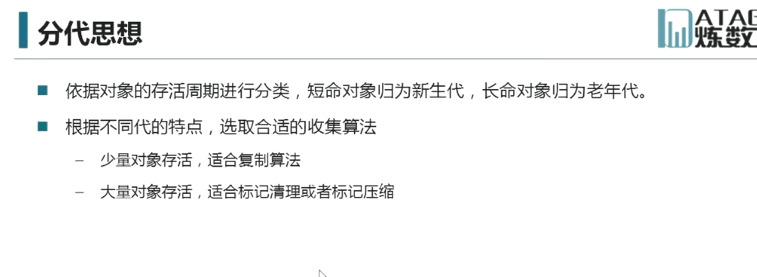 分代思想
ATAG
炼数
■ 依据对象的存活周期进行分类，短命对象归为新生代，长命对象归为老年代。
■ 根据不同代的特点，选取合适的收集算法
– 少量对象存活，适合复制算法
– 大量对象存活，适合标记清理或者标记压缩